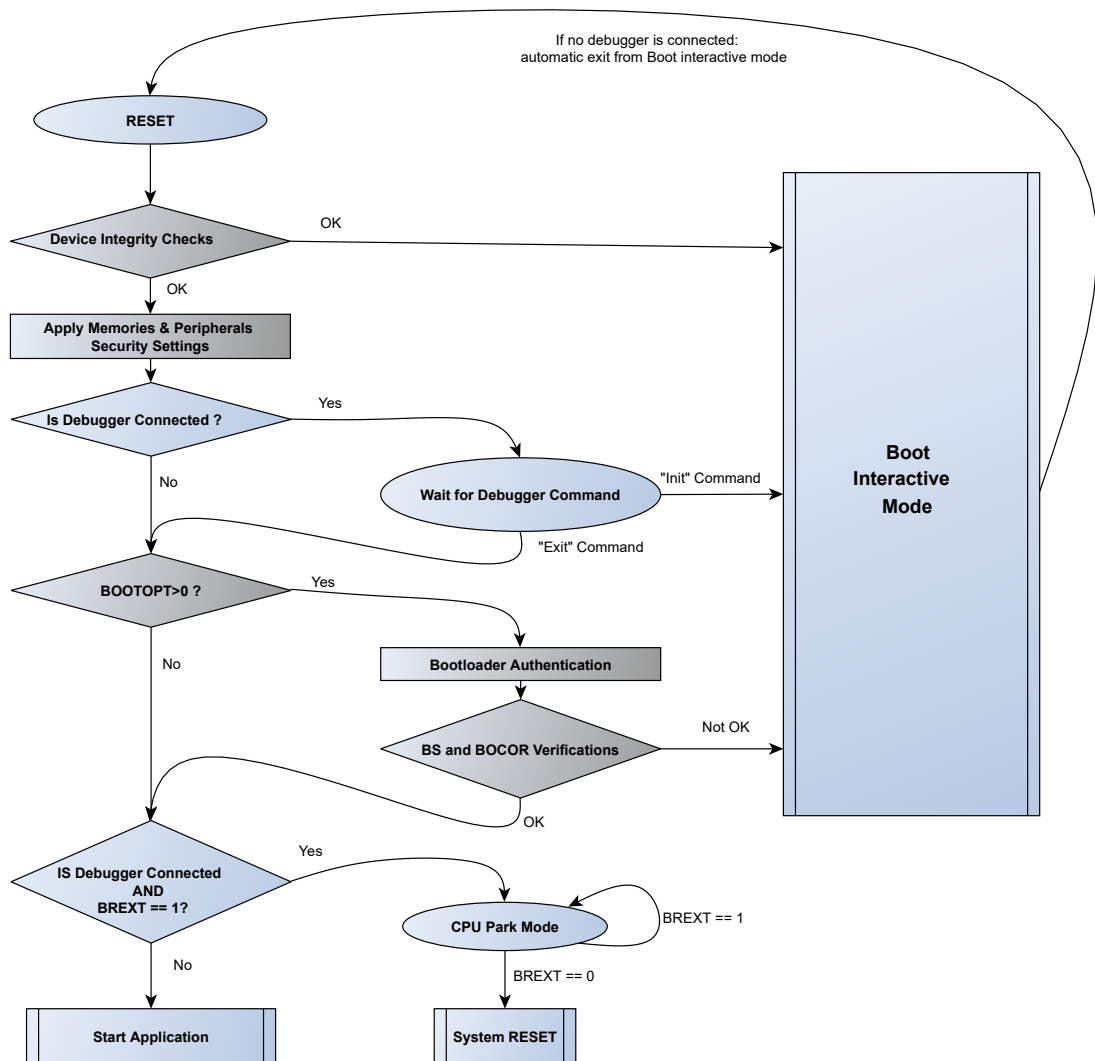 If no debugger is connected:
automatic exit from Boot interactive mode
RESET
Device Integrity Checks
OK
OK
Apply Memories & Peripherals
Security Settings
Is Debugger Connected ?
Yes
No
Wait for Debugger Command
"Init" Command
"Exit" Command
Boot
Interactive
Mode
BOOTOPT>0 ?
Yes
No
Bootloader Authentication
BS and BOCOR Verifications
Not OK
OK
IS Debugger Connected
AND
BREXT == 1?
Yes
No
CPU Park Mode
BREXT == 1
BREXT == 0
Start Application
System RESET